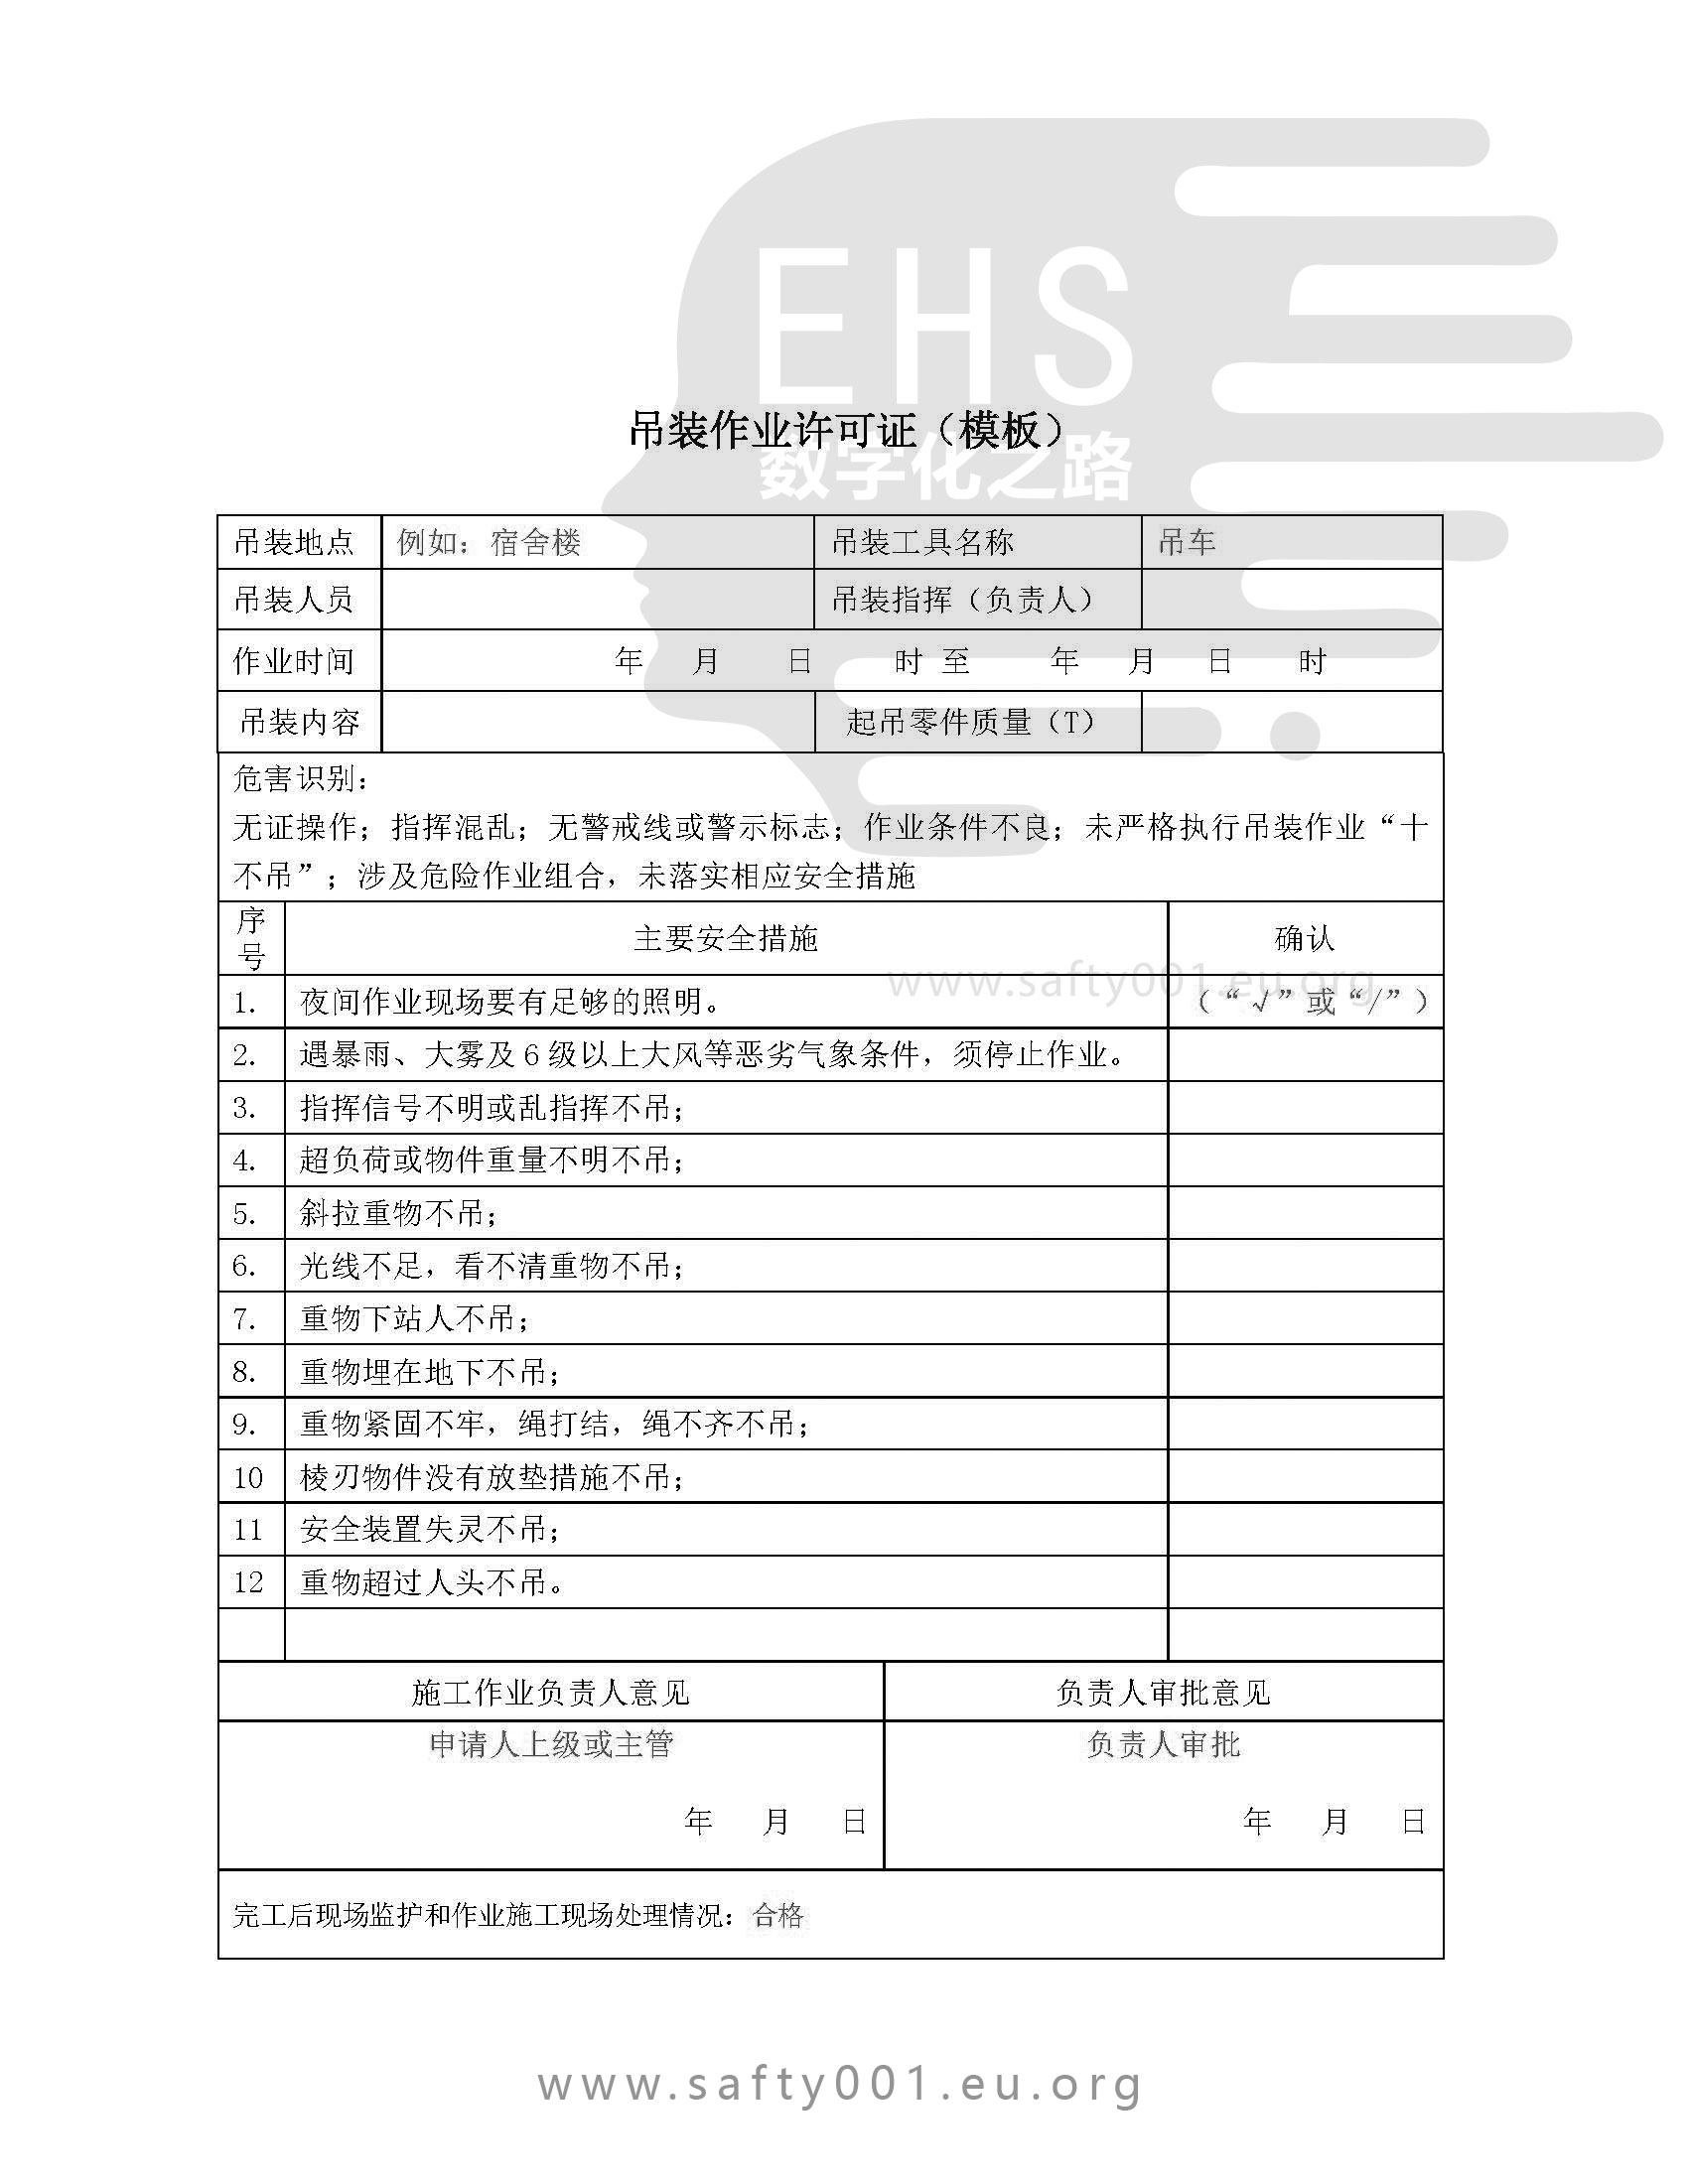 EHS
吊装作业许可证（模板）
数字化之路
吊装地点 例如：宿舍楼 吊装工具名称 吊车
吊装人员 吊装指挥（负责人）
作业时间 年 月 日 时 至 年 月 日 时
吊装内容 起吊零件质量（T）
危害识别：
无证操作；指挥混乱；无警戒线或警示标志；作业条件不良；未严格执行吊装作业“十
不吊”；涉及危险作业组合，未落实相应安全措施
序号 主要安全措施 确认
www.safty001.eu.org
1. 夜间作业现场要有足够的照明。 （“√”或“/”）
2. 遇暴雨、大雾及6级以上大风等恶劣气象条件，须停止作业。
3. 指挥信号不明或乱指挥不吊；
4. 超负荷或物件重量不明不吊；
5. 斜拉重物不吊；
6. 光线不足，看不清重物不吊；
7. 重物下站人不吊；
8. 重物埋在地下不吊；
9. 重物紧固不牢，绳打结，绳不齐不吊；
10 棱刃物件没有放垫措施不吊；
11 安全装置失灵不吊；
12 重物超过人头不吊。
施工作业负责人意见 负责人审批意见
申请人上级或主管 负责人审批
年 月 日 年 月 日
完工后现场监护和作业施工现场处理情况：合格
www.safty001.eu.org